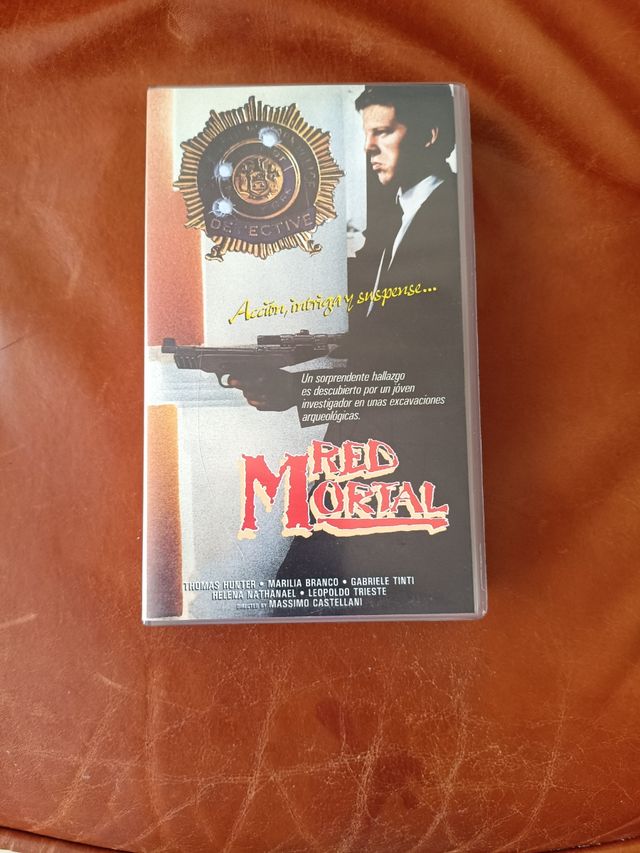 DETECTIVE
Acción, intriga y suspense...
Un sorprendente hallazgo
es descubierto por un jóven
investigador en unas excavaciones
arqueológicas.
RED
MORTAL
THOMAS HUNTER • MARILIA BRANCO • GABRIELE TINTI
HELENA NATHANAEL • LEOPOLDO TRIESTE
DIRECTED BY MASSIMO CASTELLANI